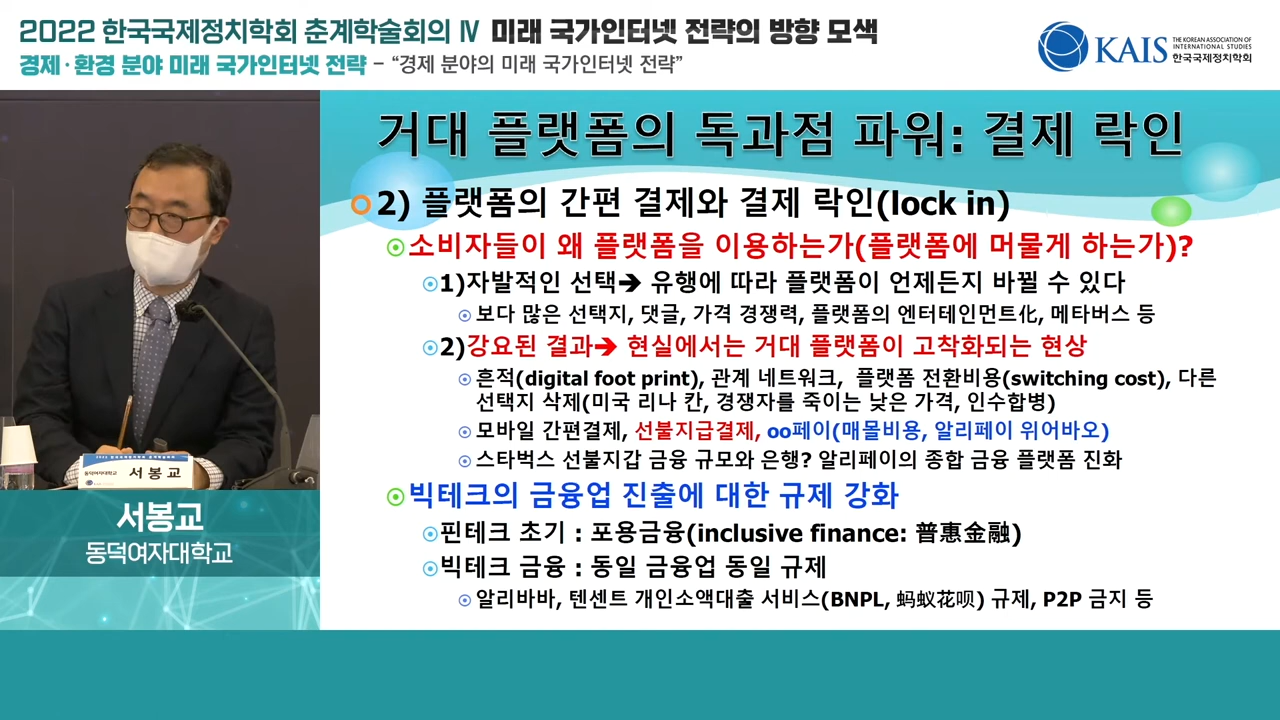 2022 한국국제정치학회 춘계학술회의 Ⅳ 미래 국가인터넷 전략의 방향 모색
경제·환경 분야 미래 국가인터넷 전략 – “경제 분야의 미래 국가인터넷 전략”
KAIS
THE KOREAN ASSOCIATION OF
INTERNATIONAL STUDIES
한국국제정치학회
거대 플랫폼의 독과점 파워: 결제 락인
2) 플랫폼의 간편 결제와 결제 락인(lock in)
소비자들이 왜 플랫폼을 이용하는가(플랫폼에 머물게 하는가)?
1)자발적인 선택➔ 유행에 따라 플랫폼이 언제든지 바뀔 수 있다
보다 많은 선택지, 댓글, 가격 경쟁력, 플랫폼의 엔터테인먼트化, 메타버스 등
2)강요된 결과➔ 현실에서는 거대 플랫폼이 고착화되는 현상
흔적(digital foot print), 관계 네트워크, 플랫폼 전환비용(switching cost), 다른
선택지 삭제(미국 리나 칸, 경쟁자를 죽이는 낮은 가격, 인수합병)
모바일 간편결제, 선불지급결제, oo페이(매몰비용, 알리페이 위어바오)
스타벅스 선불지갑 금융 규모와 은행? 알리페이의 종합 금융 플랫폼 진화
빅테크의 금융업 진출에 대한 규제 강화
핀테크 초기 : 포용금융(inclusive finance: 普惠金融)
빅테크 금융 : 동일 금융업 동일 규제
알리바바, 텐센트 개인소액대출 서비스(BNPL, 蚂蚁花呗) 규제, P2P 금지 등
동덕여자대학교
서봉교
서봉교
동덕여자대학교